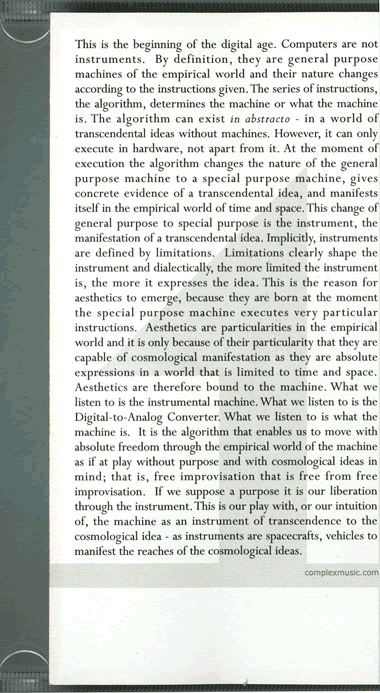 This is the beginning of the digital age. Computers are not
instruments. By definition, they are general purpose
machines of the empirical world and their nature changes
according to the instructions given. The series of instructions,
the algorithm, determines the machine or what the machine
is. The algorithm can exist in abstracto - in a world of
transcendental ideas without machines. However, it can only
execute in hardware, not apart from it. At the moment of
execution the algorithm changes the nature of the general
purpose machine to a special purpose machine, gives
concrete evidence of a transcendental idea, and manifests
itself in the empirical world of time and space. This change of
general purpose to special purpose is the instrument, the
manifestation of a transcendental idea. Implicitly, instruments
are defined by limitations. Limitations clearly shape the
instrument and dialectically, the more limited the instrument
is, the more it expresses the idea. This is the reason for
aesthetics to emerge, because they are born at the moment
the special purpose machine executes very particular
instructions. Aesthetics are particularities in the empirical
world and it is only because of their particularity that they are
capable of cosmological manifestation as they are absolute
expressions in a world that is limited to time and space.
Aesthetics are therefore bound to the machine. What we
listen to is the instrumental machine. What we listen to is the
Digital-to-Analog Converter. What we listen to is what the
machine is. It is the algorithm that enables us to move with
absolute freedom through the empirical world of the machine
as if at play without purpose and with cosmological ideas in
mind; that is, free improvisation that is free from free
improvisation. If we suppose a purpose it is our liberation
through the instrument. This is our play with, or our intuition
of, the machine as an instrument of transcendence to the
cosmological idea - as instruments are spacecrafts, vehicles to
manifest the reaches of the cosmological ideas.
complexmusic.com